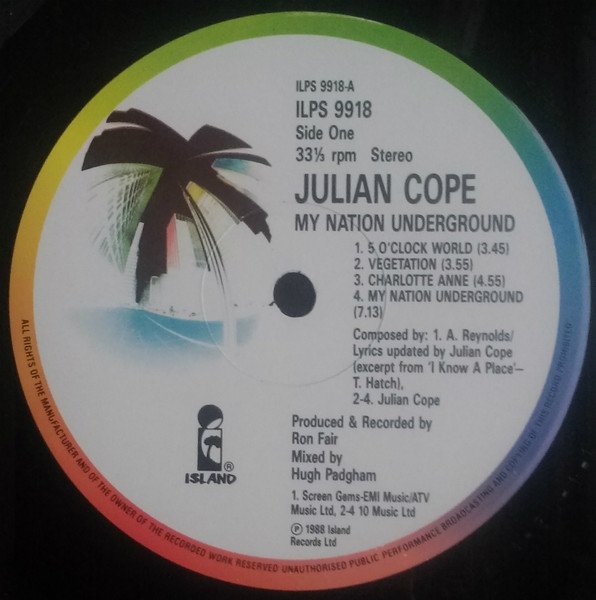 ILPS 9918-A
ILPS 9918
Side One
33⅓ rpm Stereo
JULIAN COPE
MY NATION UNDERGROUND
1. 5 O'CLOCK WORLD (3.45)
2. VEGETATION (3.55)
3. CHARLOTTE ANNE (4.55)
4. MY NATION UNDERGROUND
(7.13)
Composed by: 1. A. Reynolds/
Lyrics updated by Julian Cope
(excerpt from 'I Know A Place'–
T. Hatch),
2-4. Julian Cope
Produced & Recorded by
Ron Fair
Mixed by
Hugh Padgham
1. Screen Gems-EMI Music/ATV
Music Ltd, 2-4 10 Music Ltd
Ⓟ 1988 Island
Records Ltd
ISLAND ®
ALL RIGHTS OF THE MANUFACTURER AND OF THE OWNER OF THE RECORDED WORK RESERVED UNAUTHORISED PUBLIC PERFORMANCE BROADCASTING AND COPYING OF THIS RECORD PROHIBITED